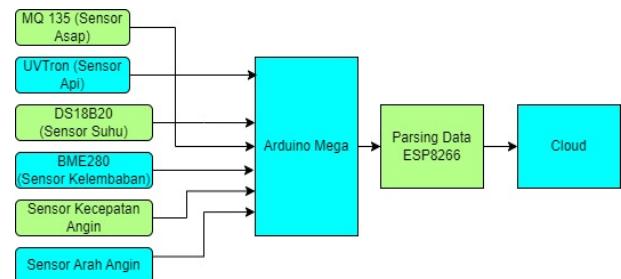 MQ 135 (Sensor
Asap)
UVTron (Sensor
Api)
DS18B20
(Sensor Suhu)
BME280
(Sensor Kelembaban)
Sensor Kecepatan
Angin
Sensor Arah Angin
Arduino Mega
Parsing Data
ESP8266
Cloud